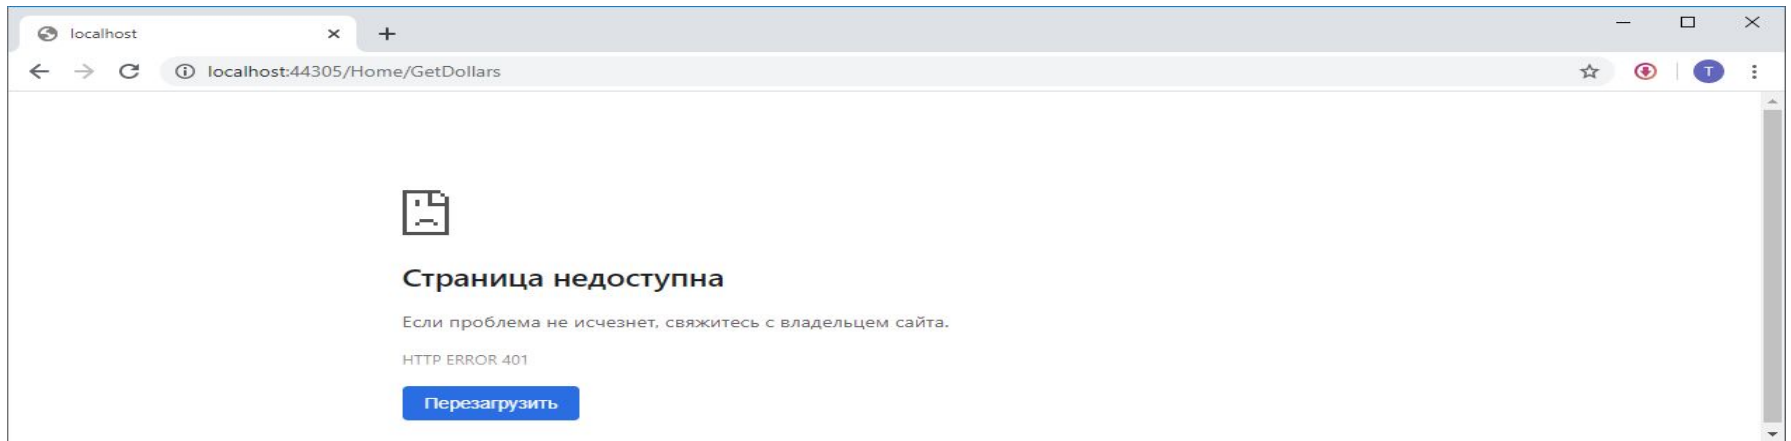 localhost
localhost:44305/Home/GetDollars
T
Страница недоступна
Если проблема не исчезнет, свяжитесь с владельцем сайта.
HTTP ERROR 401
Перезагрузить